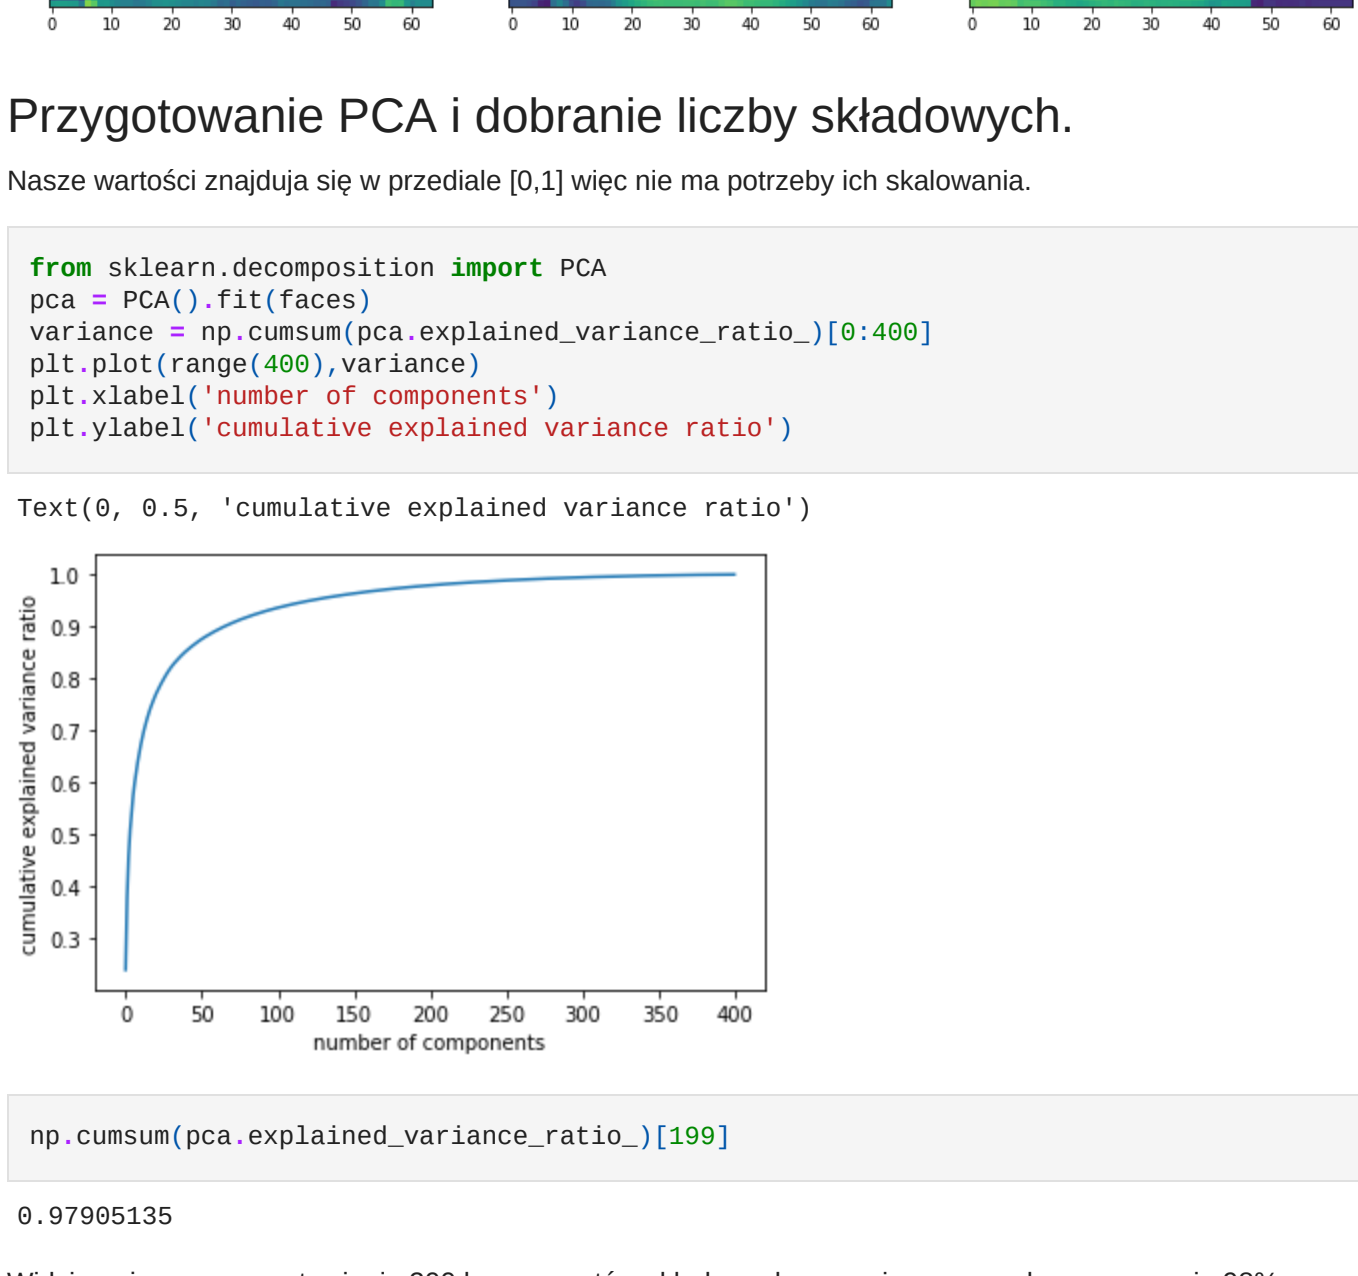 0 10 20 30 40 50 60 0 10 20 30 40 50 60 0 10 20 30 40 50 60
Przygotowanie PCA i dobranie liczby składowych.
Nasze wartości znajduja się w przediale [0,1] więc nie ma potrzeby ich skalowania.
from sklearn.decomposition import PCA
pca = PCA().fit(faces)
variance = np.cumsum(pca.explained_variance_ratio_)[0:400]
plt.plot(range(400),variance)
plt.xlabel('number of components')
plt.ylabel('cumulative explained variance ratio')
Text(0, 0.5, 'cumulative explained variance ratio')
cumulative explained variance ratio
1.0
0.9
0.8
0.7
0.6
0.5
0.4
0.3
0 50 100 150 200 250 300 350 400
number of components
np.cumsum(pca.explained_variance_ratio_)[199]
0.97905135